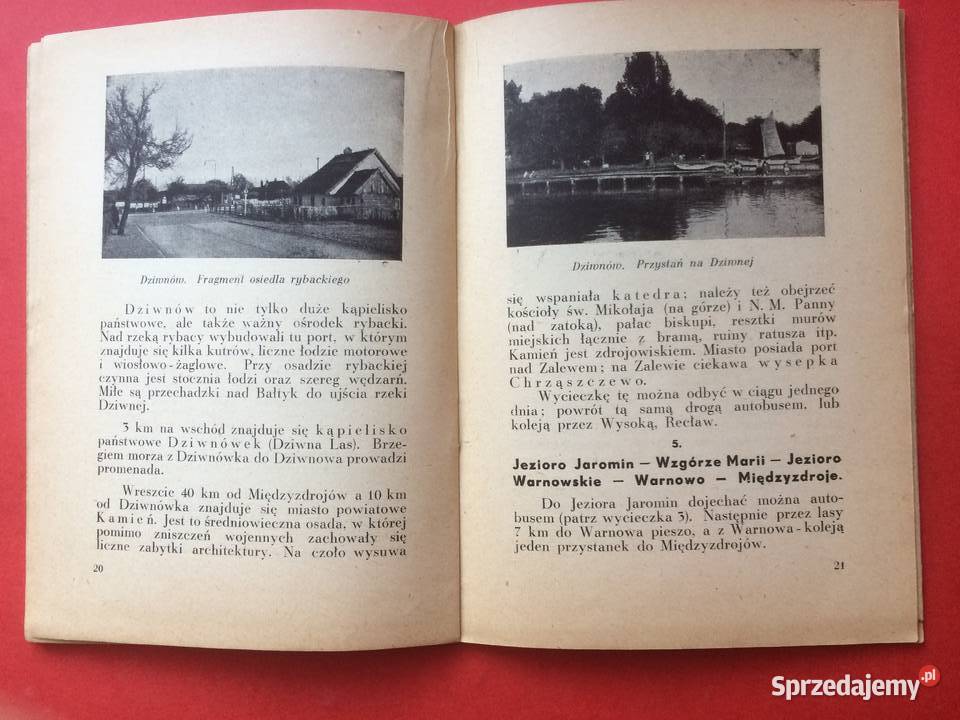 Dziwnów. Fragment osiedla rybackiego
Dziwnów to nie tylko duże kąpielisko
państwowe, ale także ważny ośrodek rybacki.
Nad rzeką rybacy wybudowali tu port, w którym
znajduje się kilka kutrów, liczne łodzie motorowe
i wiosłowo-żaglowe. Przy osadzie rybackiej
czynna jest stocznia łodzi oraz szereg wędzarń.
Miłe są przechadzki nad Bałtyk do ujścia rzeki
Dziwnej.
3 km na wschód znajduje się kąpielisko
państwowe Dziwnówek (Dziwna Las). Brze-
giem morza z Dziwnówka do Dziwnowa prowadzi
promenada.
Wreszcie 40 km od Międzyzdrojów a 10 km
od Dziwnówka znajduje się miasto powiatowe
Kamień. Jest to średniowieczna osada, w której
pomimo zniszczeń wojennych zachowały się
liczne zabytki architektury. Na czoło wysuwa
20
Dziwnów. Przystań na Dziwnej
się wspaniała katedra; należy też obejrzeć
kościoły św. Mikołaja (na górze) i N. M. Panny
(nad zatoką), pałac biskupi, resztki murów
miejskich łącznie z bramą, ruiny ratusza itp.
Kamień jest zdrojowiskiem. Miasto posiada port
nad Zalewem; na Zalewie ciekawa wysepka
Chrząszczewo.
Wycieczkę tę można odbyć w ciągu jednego
dnia; powrót tą samą drogą autobusem. lub
koleją przez Wysoką, Recław.
5.
Jezioro Jaromin — Wzgórze Marii — Jezioro
Warnowskie — Warnowo — Międzyzdroje.
Do Jeziora Jaromin dojechać można auto-
busem (patrz wycieczka 3). Następnie przez lasy
7 km do Warnowa pieszo, a z Warnowa-koleją
jeden przystanek do Międzyzdrojów.
21
Sprzedajemy.pl